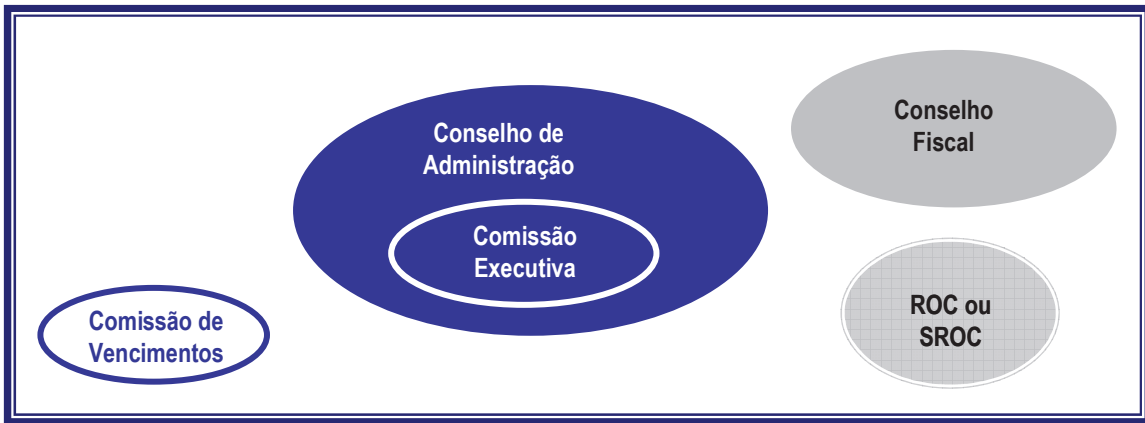 Conselho de
Administração
Comissão
Executiva
Comissão de
Vencimentos
Conselho
Fiscal
ROC ou
SROC